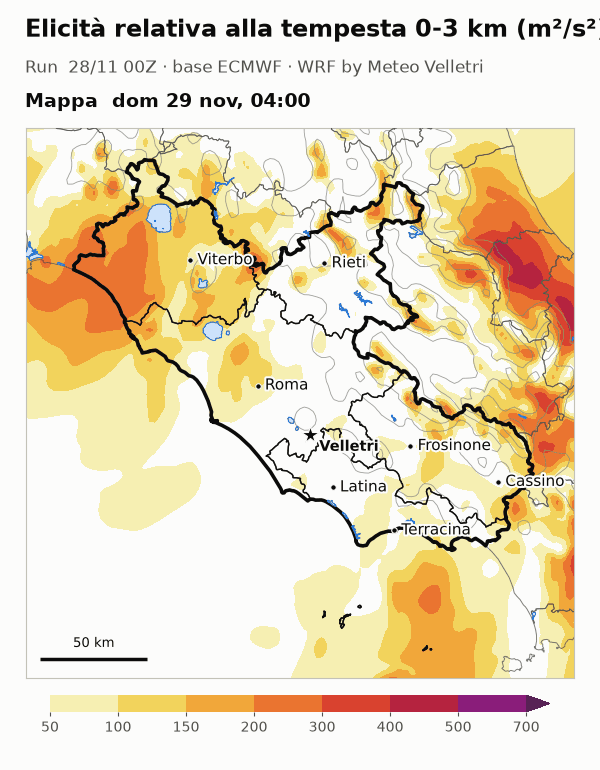 Elicità relativa alla tempesta 0-3 km (m²/s²)
Run  28/11 00Z · base ECMWF · WRF by Meteo Velletri
Mappa  dom 29 nov, 04:00
Viterbo
Rieti
Roma
Velletri
Frosinone
Latina
Cassino
Terracina
50 km
50 100 150 200 300 400 500 700